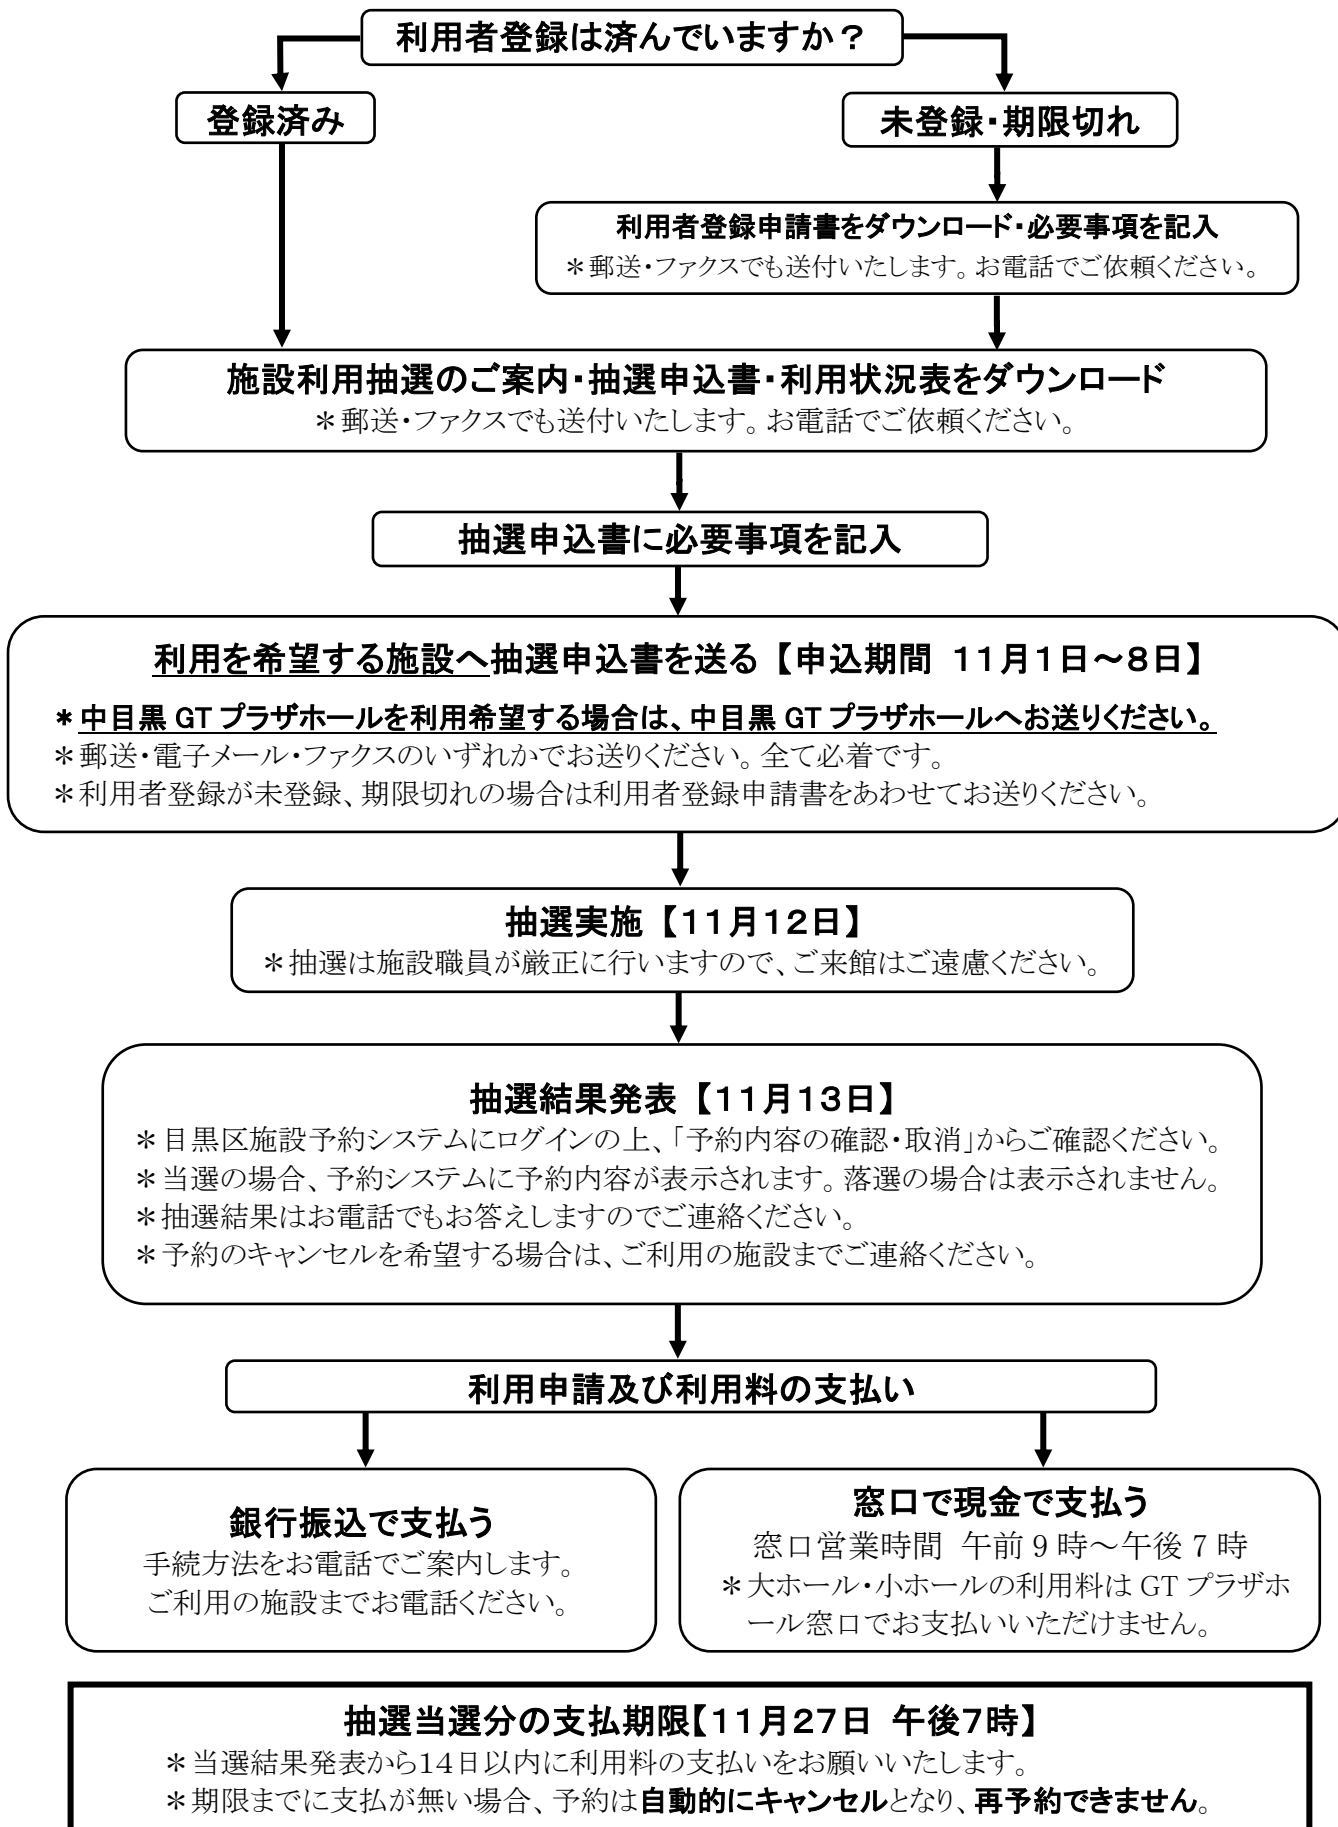 利用者登録は済んでいますか？
登録済み
未登録・期限切れ
利用者登録申請書をダウンロード・必要事項を記入
＊郵送・ファクスでも送付いたします。お電話でご依頼ください。
施設利用抽選のご案内・抽選申込書・利用状況表をダウンロード
＊郵送・ファクスでも送付いたします。お電話でご依頼ください。
抽選申込書に必要事項を記入
利用を希望する施設へ抽選申込書を送る【申込期間 11月1日～8日】
＊中目黒 GT プラザホールを利用希望する場合は、中目黒 GT プラザホールへお送りください。
＊郵送・電子メール・ファクスのいずれかでお送りください。全て必着です。
＊利用者登録が未登録、期限切れの場合は利用者登録申請書をあわせてお送りください。
抽選実施【11月12日】
＊抽選は施設職員が厳正に行いますので、ご来館はご遠慮ください。
抽選結果発表【11月13日】
＊目黒区施設予約システムにログインの上、「予約内容の確認・取消」からご確認ください。
＊当選の場合、予約システムに予約内容が表示されます。落選の場合は表示されません。
＊抽選結果はお電話でもお答えしますのでご連絡ください。
＊予約のキャンセルを希望する場合は、ご利用の施設までご連絡ください。
利用申請及び利用料の支払い
銀行振込で支払う
手続方法をお電話でご案内します。
ご利用の施設までお電話ください。
窓口で現金で支払う
窓口営業時間 午前 9 時～午後 7 時
＊大ホール・小ホールの利用料は GT プラザホ
ール窓口でお支払いいただけません。
抽選当選分の支払期限【11月27日 午後7時】
＊当選結果発表から14日以内に利用料の支払いをお願いいたします。
＊期限までに支払が無い場合、予約は自動的にキャンセルとなり、再予約できません。